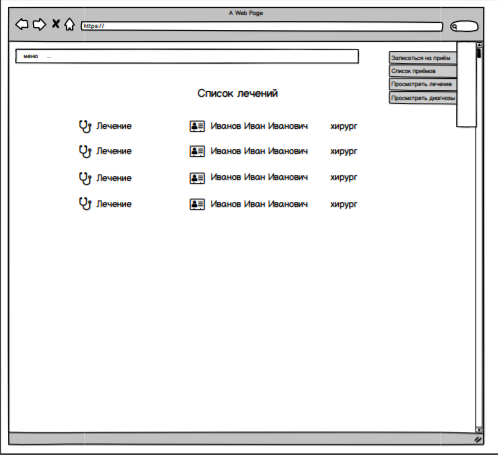 A Web Page
https://
меню ...
Записаться на приём
Список приёмов
Просмотреть лечение
Просмотреть диагнозы
Список лечений
Лечение Иванов Иван Иванович хирург
Лечение Иванов Иван Иванович хирург
Лечение Иванов Иван Иванович хирург
Лечение Иванов Иван Иванович хирург